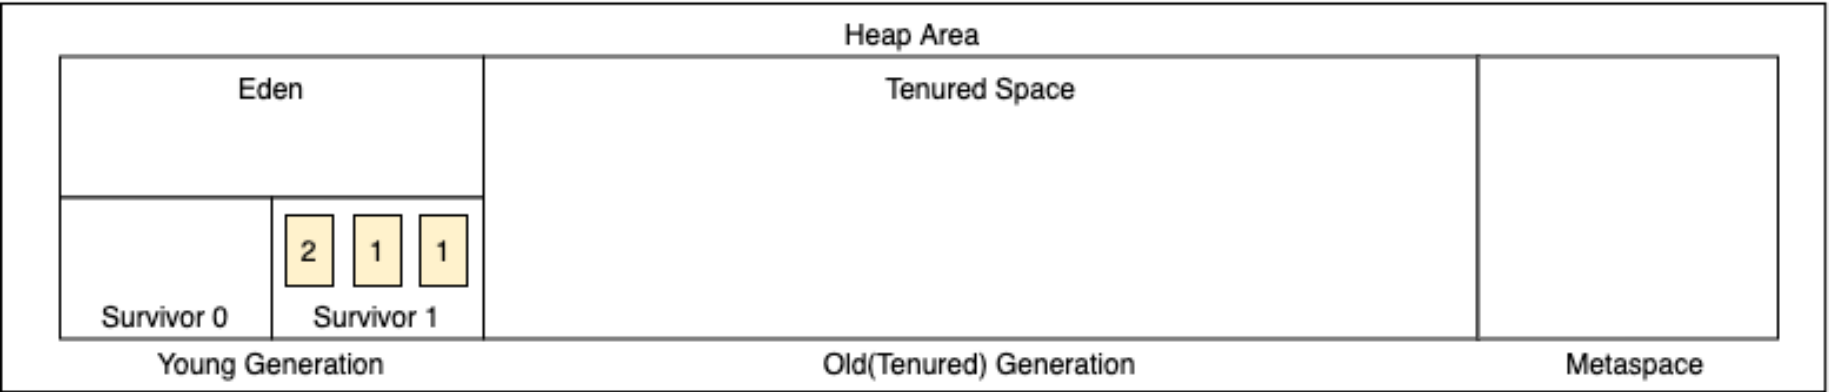 Heap Area
Eden
Tenured Space
2 1 1
Survivor 0
Survivor 1
Young Generation
Old(Tenured) Generation
Metaspace